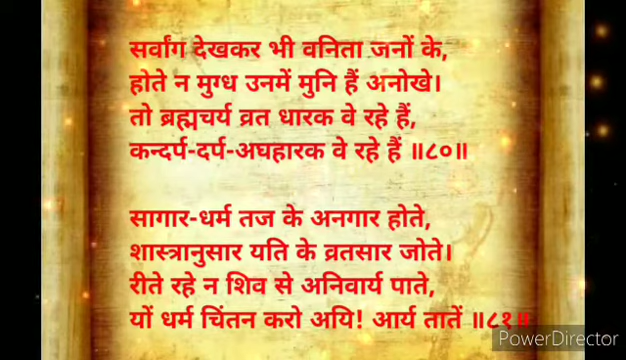 सर्वांग देखकर भी वनिता जनों के,
होते न मुग्ध उनमें मुनि हैं अनोखे।
तो ब्रह्मचर्य व्रत धारक वे रहे हैं,
कन्दर्प-दर्प-अघहारक वे रहे हैं ॥८०॥
सागार-धर्म तज के अनगार होते,
शास्त्रानुसार यति के व्रतसार जोते।
रीते रहे न शिव से अनिवार्य पाते,
यों धर्म चिंतन करो अयि! आर्य तातें ॥८१॥
PowerDirector